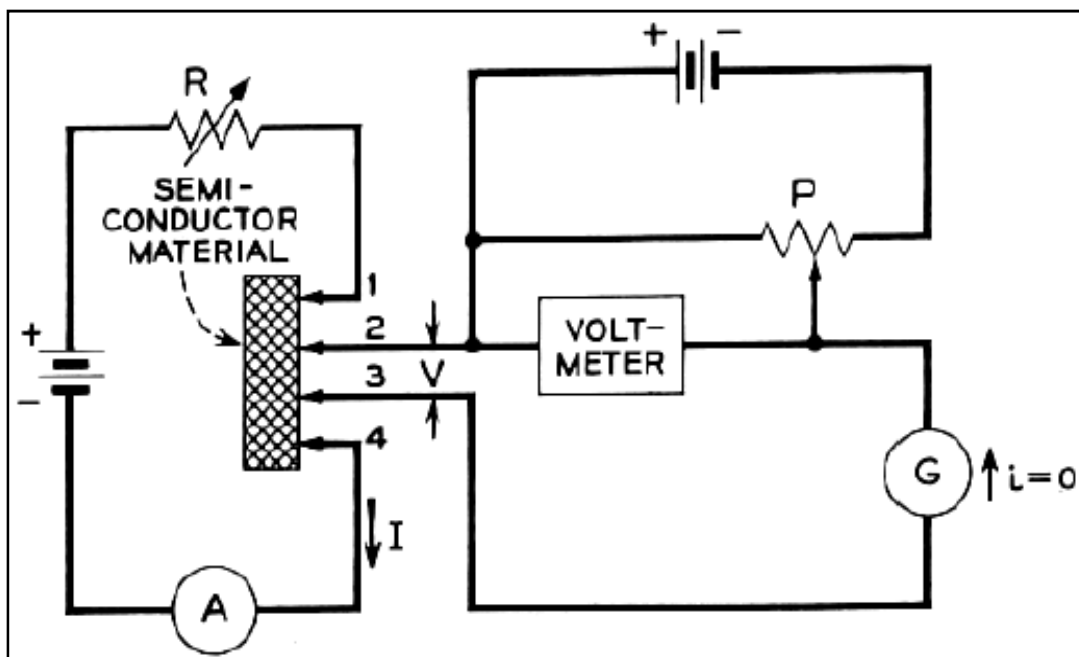 + −
R
SEMI-
CONDUCTOR
MATERIAL
P
1
2
3
4
V
VOLT-
METER
+
−
G
i=0
I
A